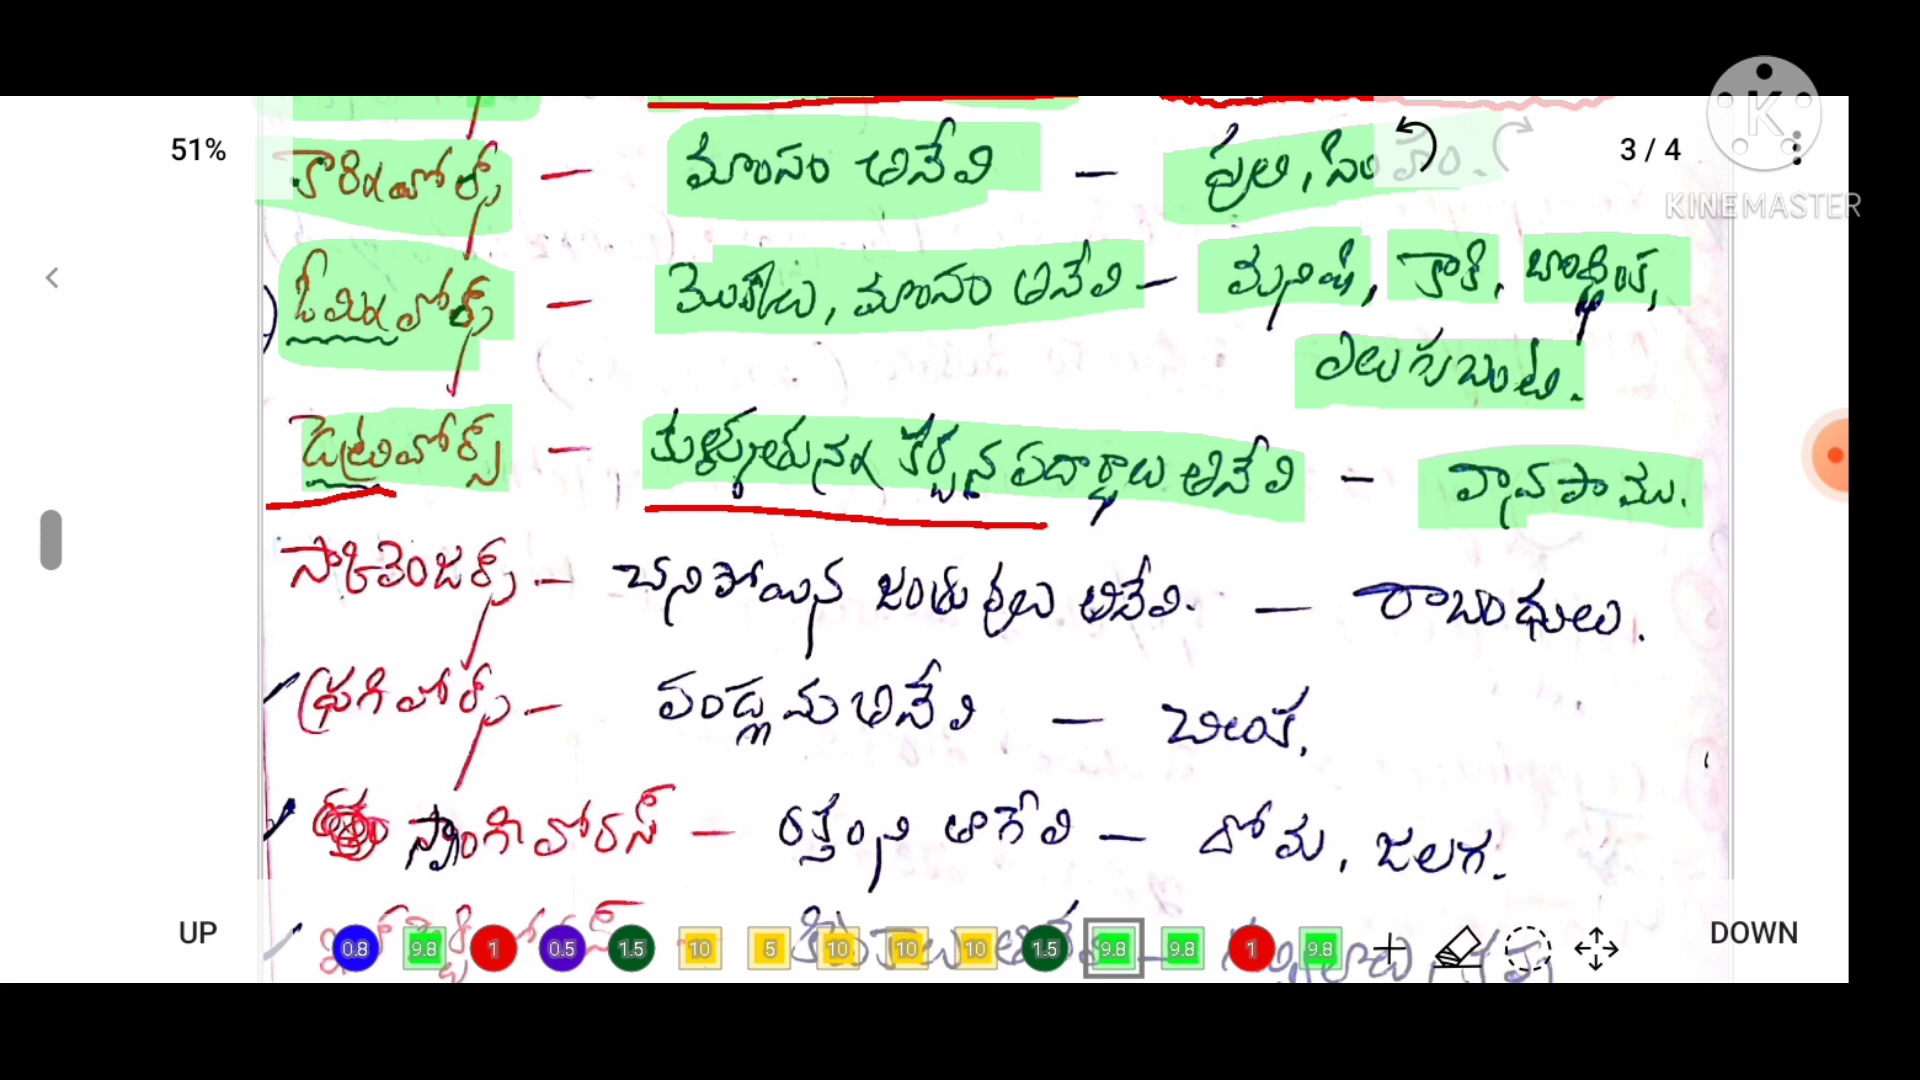 51%
3 / 4
KINEMASTER
కార్నివోర్స్ - మాంసం తినేవి - పులి, సింహం.
ఓమ్నివోర్స్ - మొక్కలు, మాంసం తినేవి - మనిషి, కాకి, బొద్దింక,
ఎలుగుబంటి.
డెట్రివోర్స్ - కుళ్ళుతున్న కర్బన పదార్థాలు తినేవి - వానపాము.
స్కావెంజర్స్ - చనిపోయిన జంతువులు తినేవి. - రాబందులు.
ఫ్రుగివోర్స్ - పండ్లను తినేవి - చిలుక.
స్పాంగివోరస్ - రక్తంని తాగేవి - దోమ, జలగ.
UP 0.8 9.8 1 0.5 1.5 10 5 10 10 10 1.5 9.8 9.8 1 9.8 DOWN